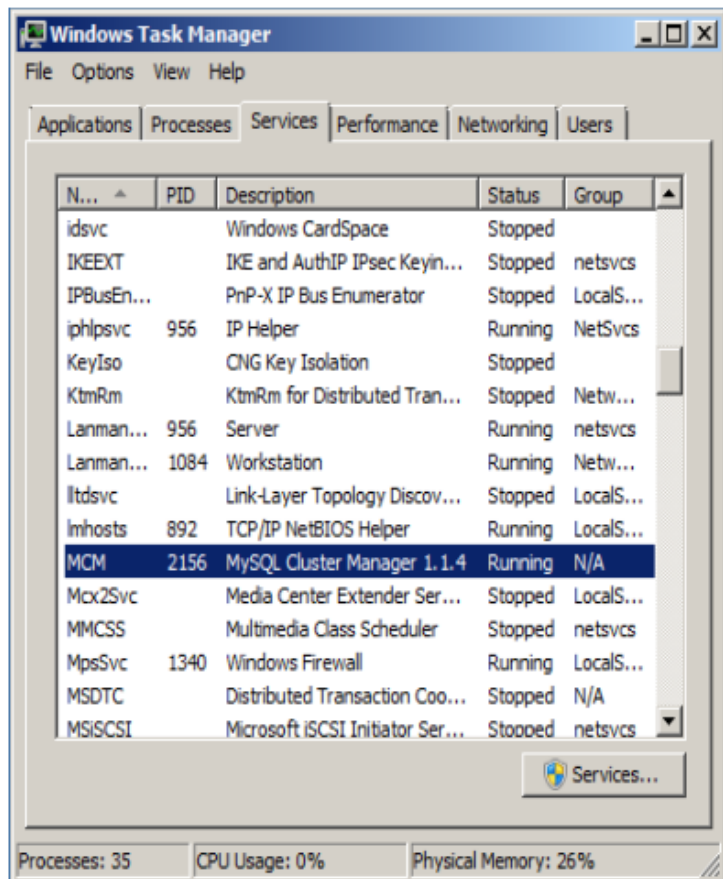 Windows Task Manager
File Options View Help
Applications Processes Services Performance Networking Users
N... PID Description Status Group
idsvc Windows CardSpace Stopped
IKEEXT IKE and AuthIP IPsec Keyin... Stopped netsvcs
IPBusEn... PnP-X IP Bus Enumerator Stopped LocalS...
iphlpsvc 956 IP Helper Running NetSvcs
KeyIso CNG Key Isolation Stopped
KtmRm KtmRm for Distributed Tran... Stopped Netw...
Lanman... 956 Server Running netsvcs
Lanman... 1084 Workstation Running Netw...
lltdsvc Link-Layer Topology Discov... Stopped LocalS...
lmhosts 892 TCP/IP NetBIOS Helper Running LocalS...
MCM 2156 MySQL Cluster Manager 1.1.4 Running N/A
Mcx2Svc Media Center Extender Ser... Stopped LocalS...
MMCSS Multimedia Class Scheduler Stopped netsvcs
MpsSvc 1340 Windows Firewall Running LocalS...
MSDTC Distributed Transaction Coo... Stopped N/A
MSiSCSI Microsoft iSCSI Initiator Ser... Stopped netsvcs
Services...
Processes: 35 CPU Usage: 0% Physical Memory: 26%